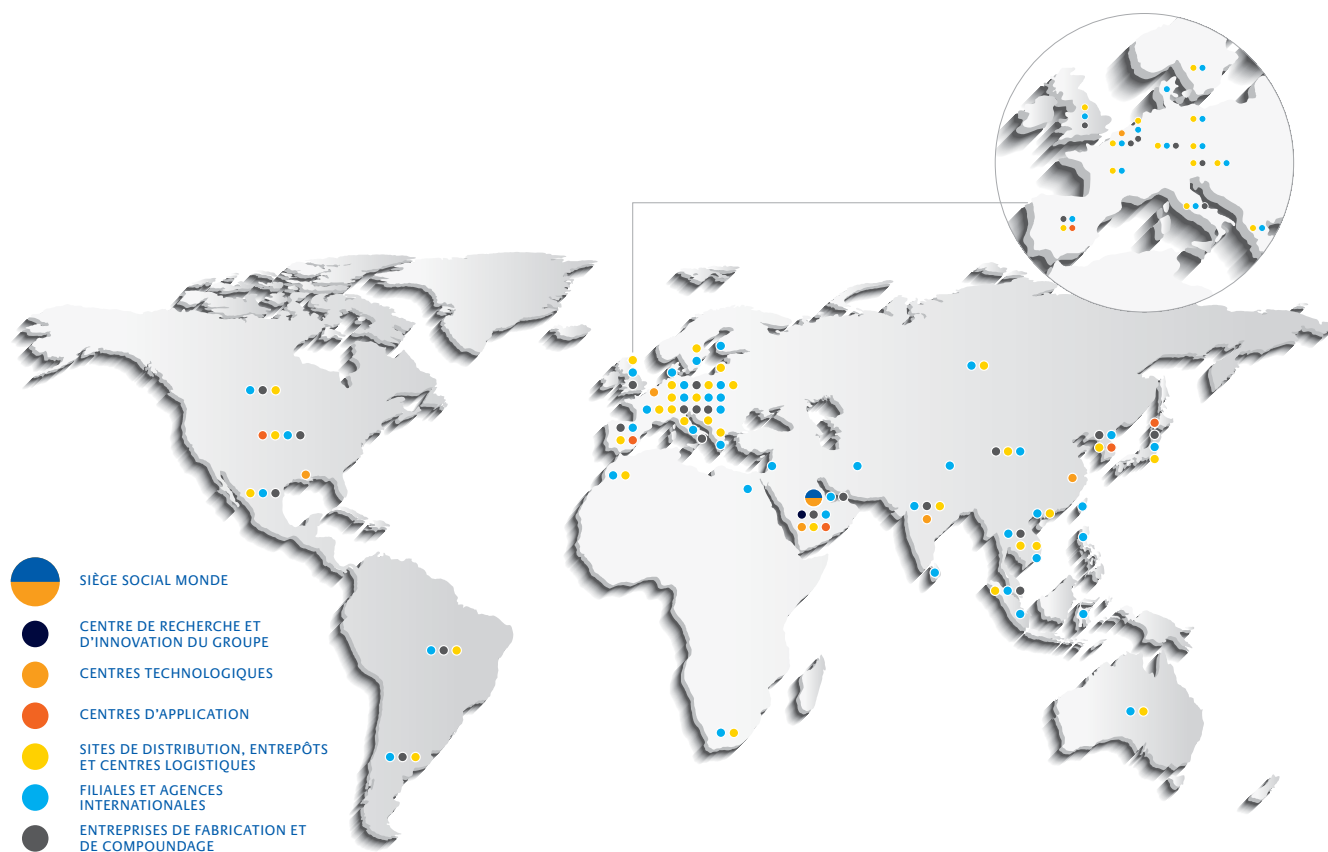 SIÈGE SOCIAL MONDE
CENTRE DE RECHERCHE ET
D'INNOVATION DU GROUPE
CENTRES TECHNOLOGIQUES
CENTRES D'APPLICATION
SITES DE DISTRIBUTION, ENTREPÔTS
ET CENTRES LOGISTIQUES
FILIALES ET AGENCES
INTERNATIONALES
ENTREPRISES DE FABRICATION ET
DE COMPOUNDAGE